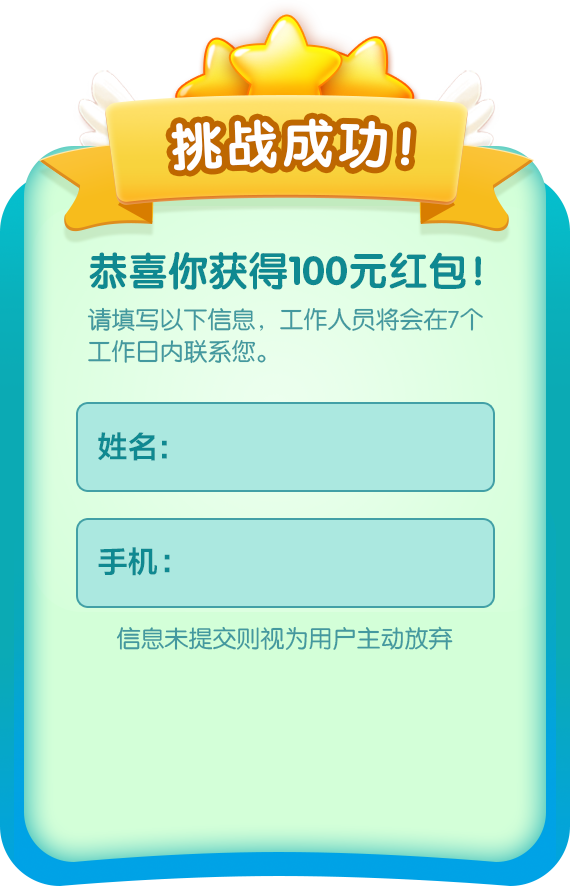 挑战成功!
恭喜你获得100元红包!
请填写以下信息，工作人员将会在7个
工作日内联系您。
姓名:
手机:
信息未提交则视为用户主动放弃